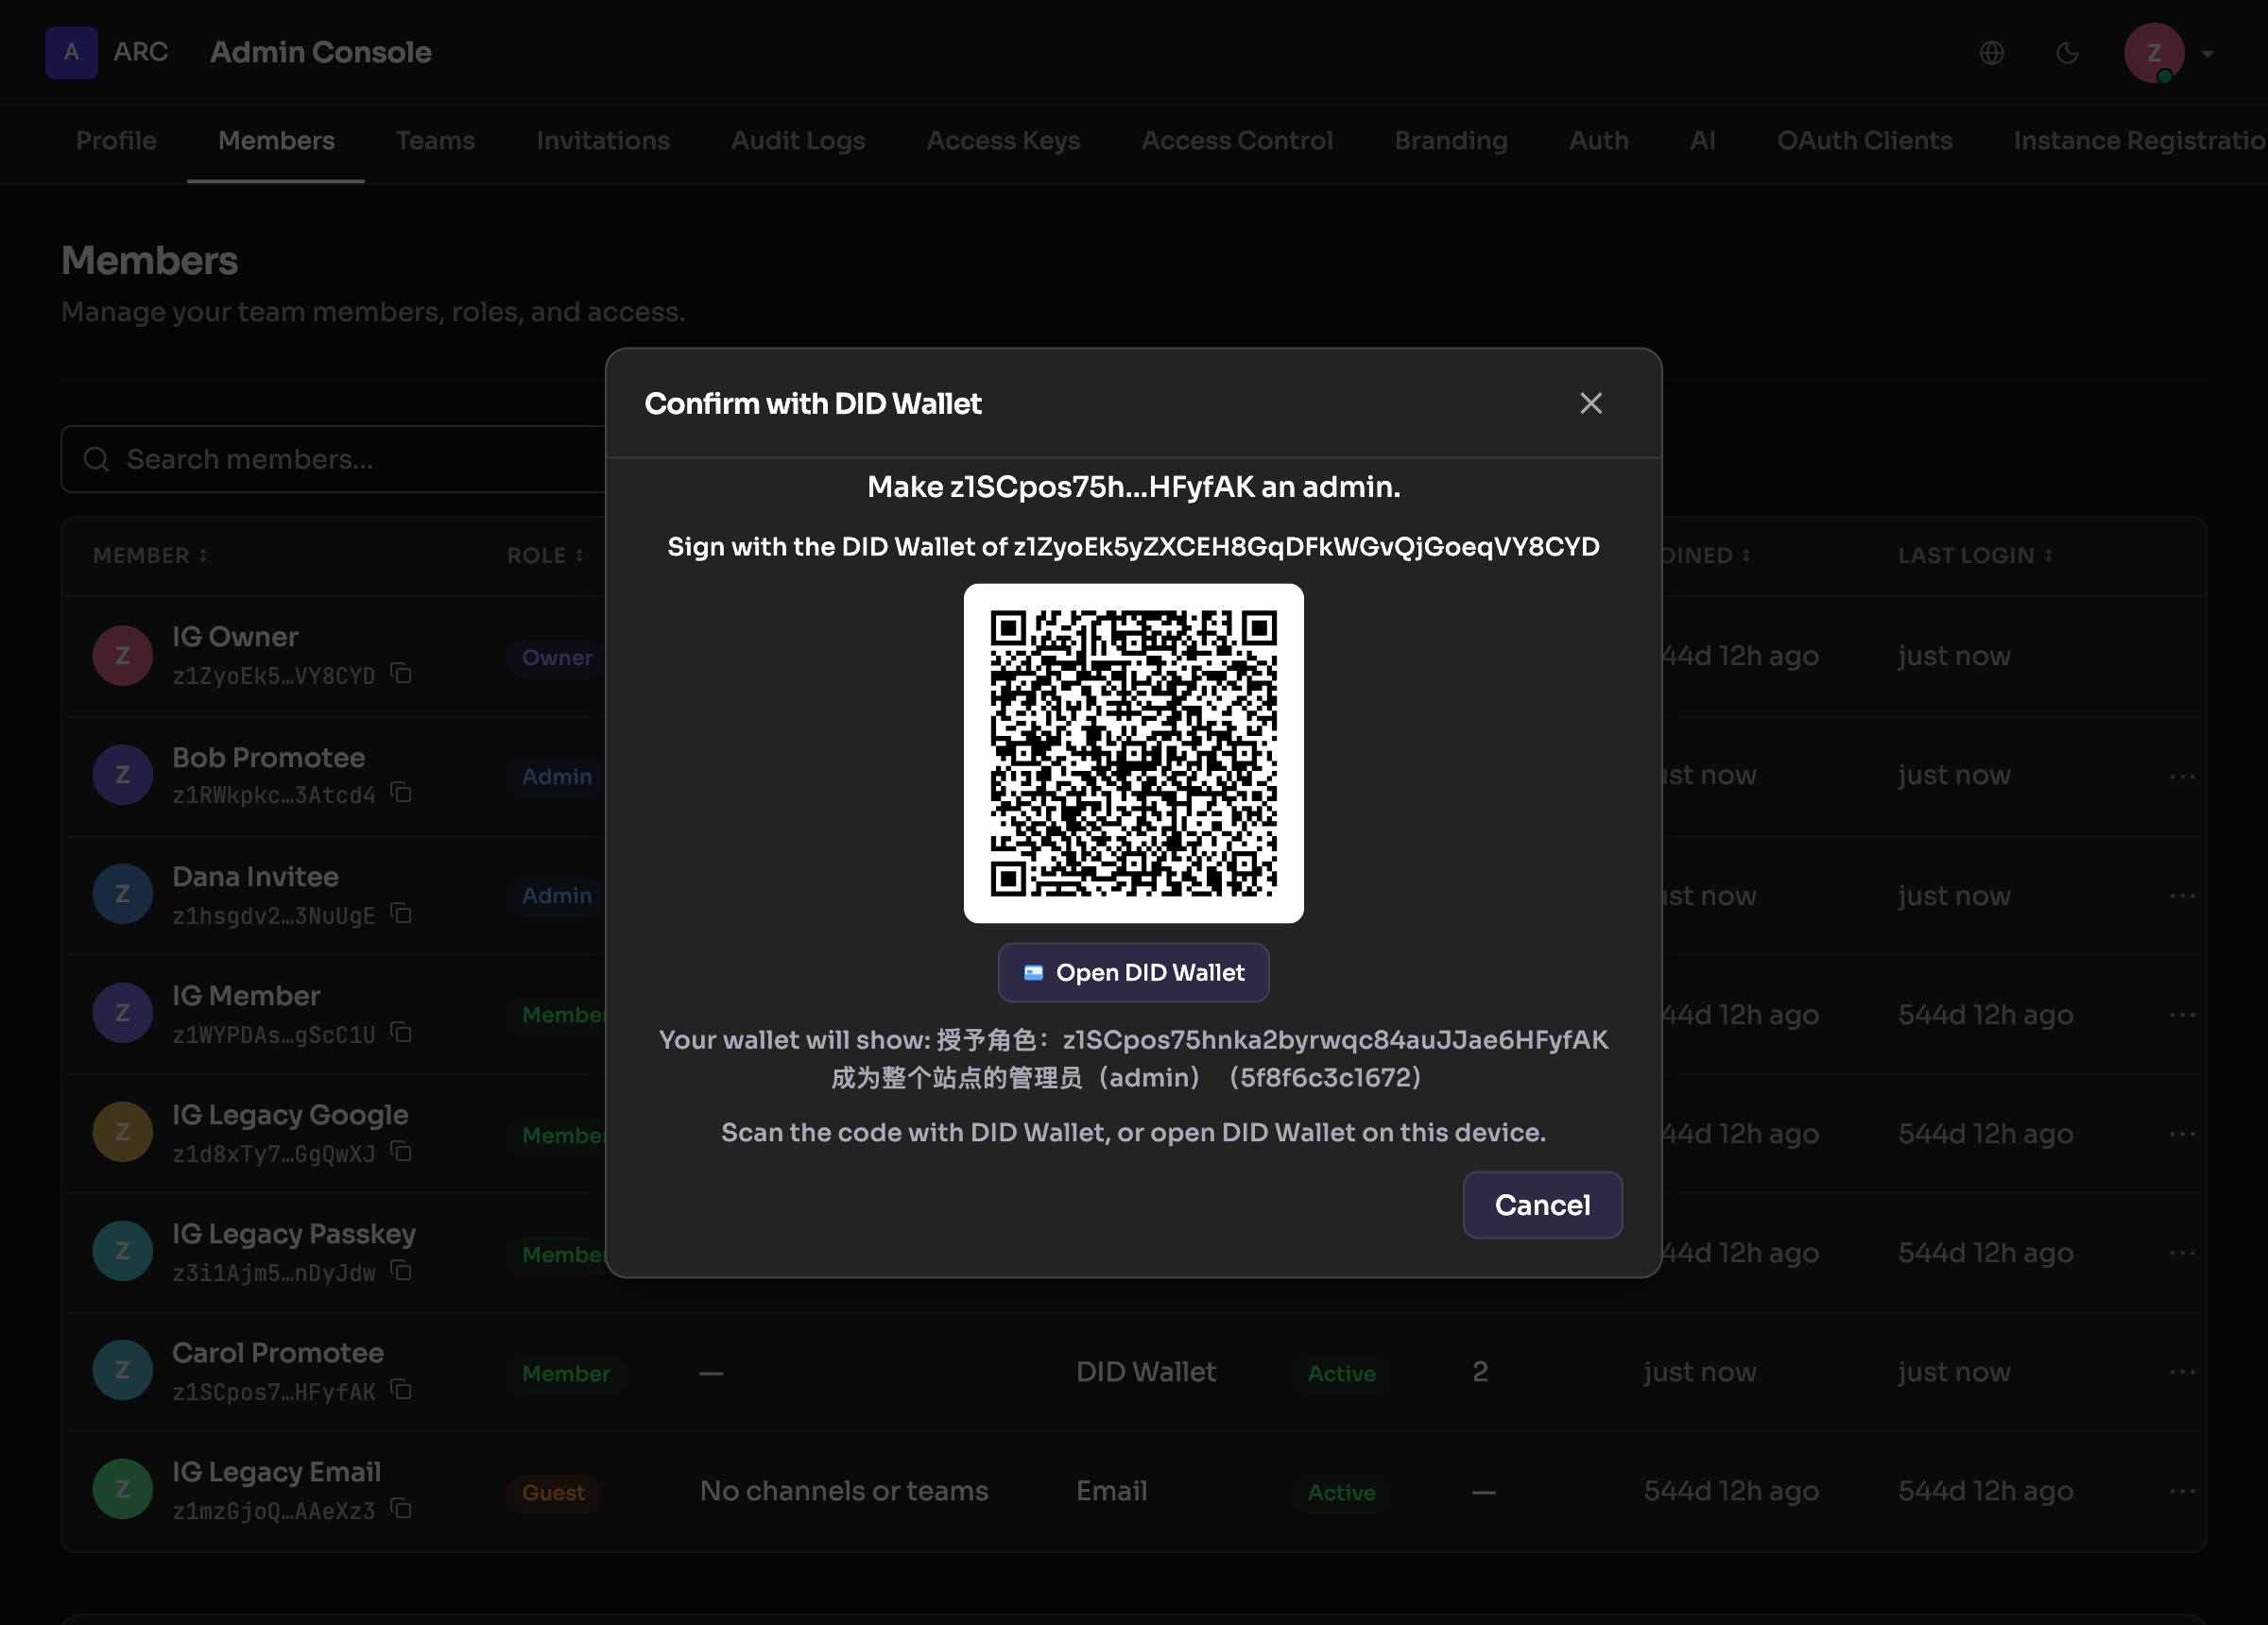 A ARC Admin Console Z
Profile Members Teams Invitations Audit Logs Access Keys Access Control Branding Auth AI OAuth Clients Instance Registratio
Members
Manage your team members, roles, and access.
Search members...
Confirm with DID Wallet
Make z1SCpos75h...HFyfAK an admin.
Sign with the DID Wallet of z1ZyoEk5yZXCEH8GqDFkWGvQjGoeqVY8CYD
Open DID Wallet
Your wallet will show: 授予角色：z1SCpos75hnka2byrwqc84auJJae6HFyfAK
成为整个站点的管理员（admin）（5f8f6c3c1672）
Scan the code with DID Wallet, or open DID Wallet on this device.
Cancel
MEMBER ROLE OINED LAST LOGIN
Z IG Owner Owner 44d 12h ago just now
z1ZyoEk5…VY8CYD
Z Bob Promotee Admin ust now just now
z1RWkpkc…3Atcd4
Z Dana Invitee Admin ust now just now
z1hsgdv2…3NuUgE
Z IG Member Member 44d 12h ago 544d 12h ago
z1WYPDAs…gScC1U
Z IG Legacy Google Member 44d 12h ago 544d 12h ago
z1d8xTy7…GgQwXJ
Z IG Legacy Passkey Member 44d 12h ago 544d 12h ago
z3i1Ajm5…nDyJdw
Z Carol Promotee Member — DID Wallet Active 2 just now just now
z1SCpos7…HFyfAK
Z IG Legacy Email Guest No channels or teams Email Active — 544d 12h ago 544d 12h ago
z1mzGjoQ…AAeXz3